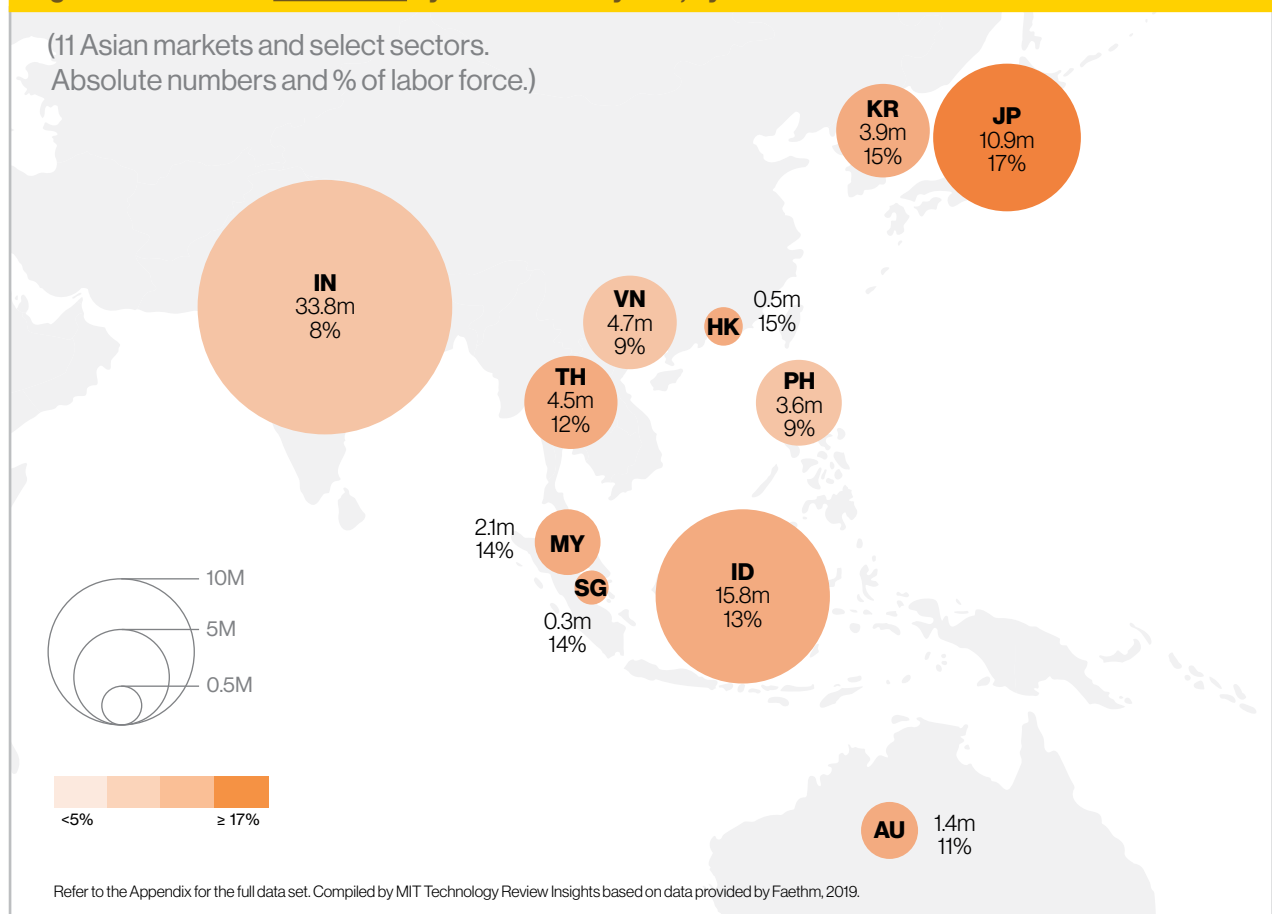 (11 Asian markets and select sectors.
Absolute numbers and % of labor force.)
KR
3.9m
15%
JP
10.9m
17%
IN
33.8m
8%
VN
4.7m
9%
HK
0.5m
15%
TH
4.5m
12%
PH
3.6m
9%
2.1m
14%
MY
SG
0.3m
14%
ID
15.8m
13%
10M
5M
0.5M
<5%
≥ 17%
AU
1.4m
11%
Refer to the Appendix for the full data set. Compiled by MIT Technology Review Insights based on data provided by Faethm, 2019.